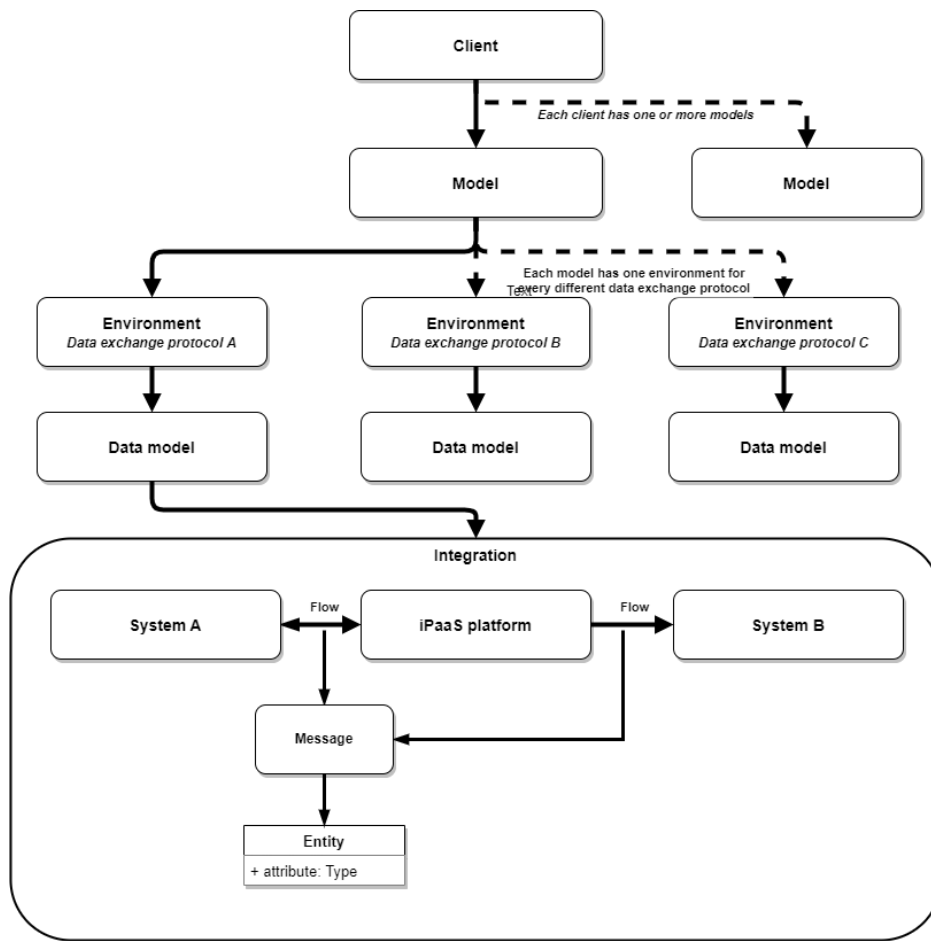 Client
Each client has one or more models
Model
Model
Each model has one environment for
Text
every different data exchange protocol
Environment
Data exchange protocol A
Environment
Data exchange protocol B
Environment
Data exchange protocol C
Data model
Data model
Data model
Integration
Flow
Flow
System A
iPaaS platform
System B
Message
Entity
+ attribute: Type